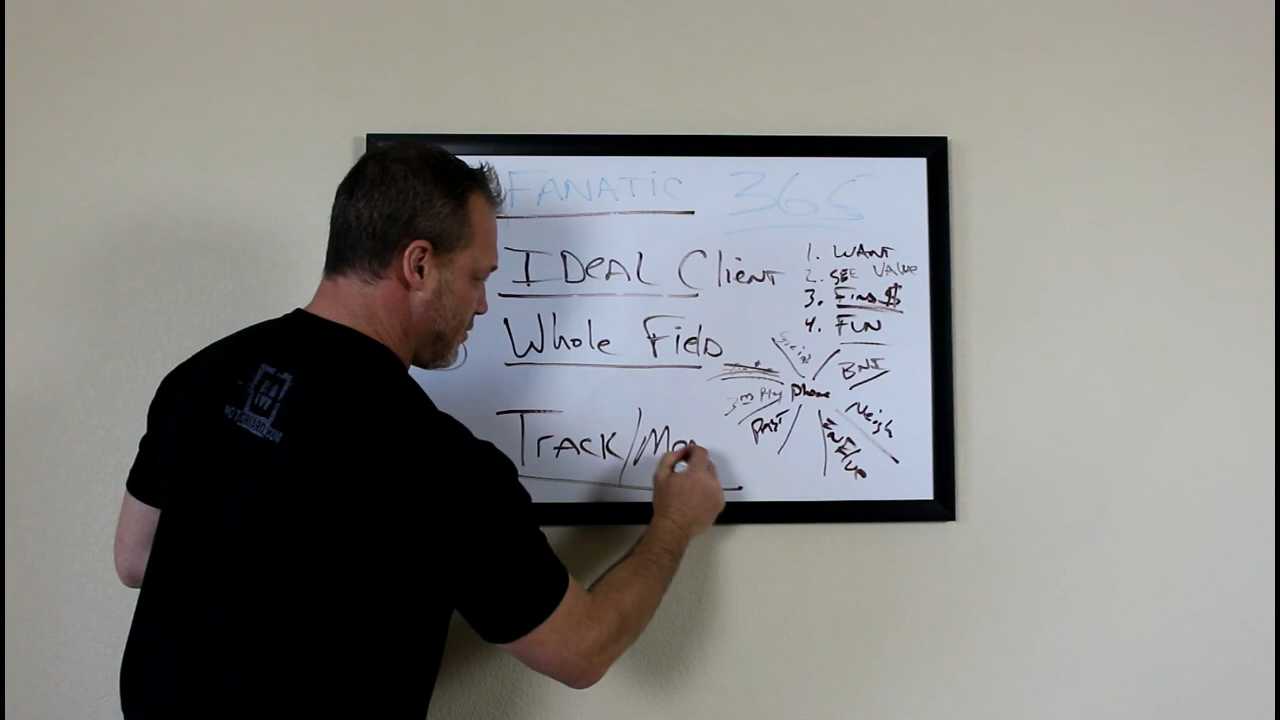 FANATIC 365
IDEAL Client
1. WANT
2. SEE VALUE
3. FIND $
4. FUN
Whole Field
Social
BNI
3rd Pty
Phone
Neigh
Past
TRACK/Mon